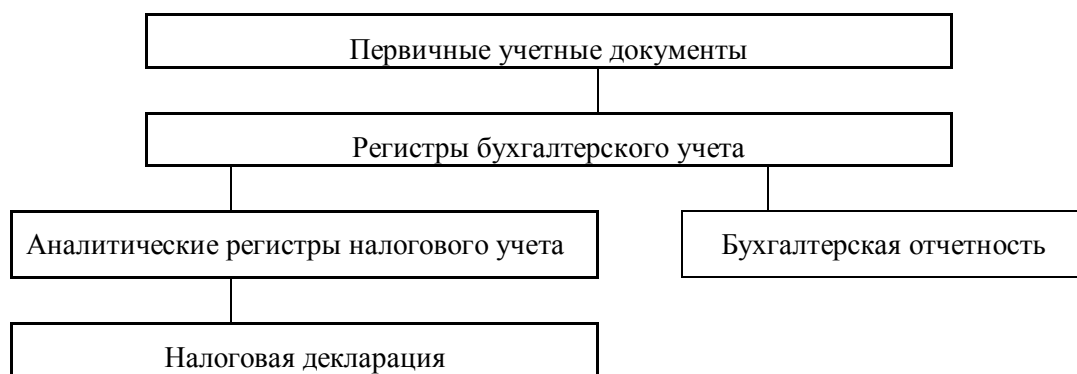 Первичные учетные документы
Регистры бухгалтерского учета
Аналитические регистры налогового учета
Бухгалтерская отчетность
Налоговая декларация